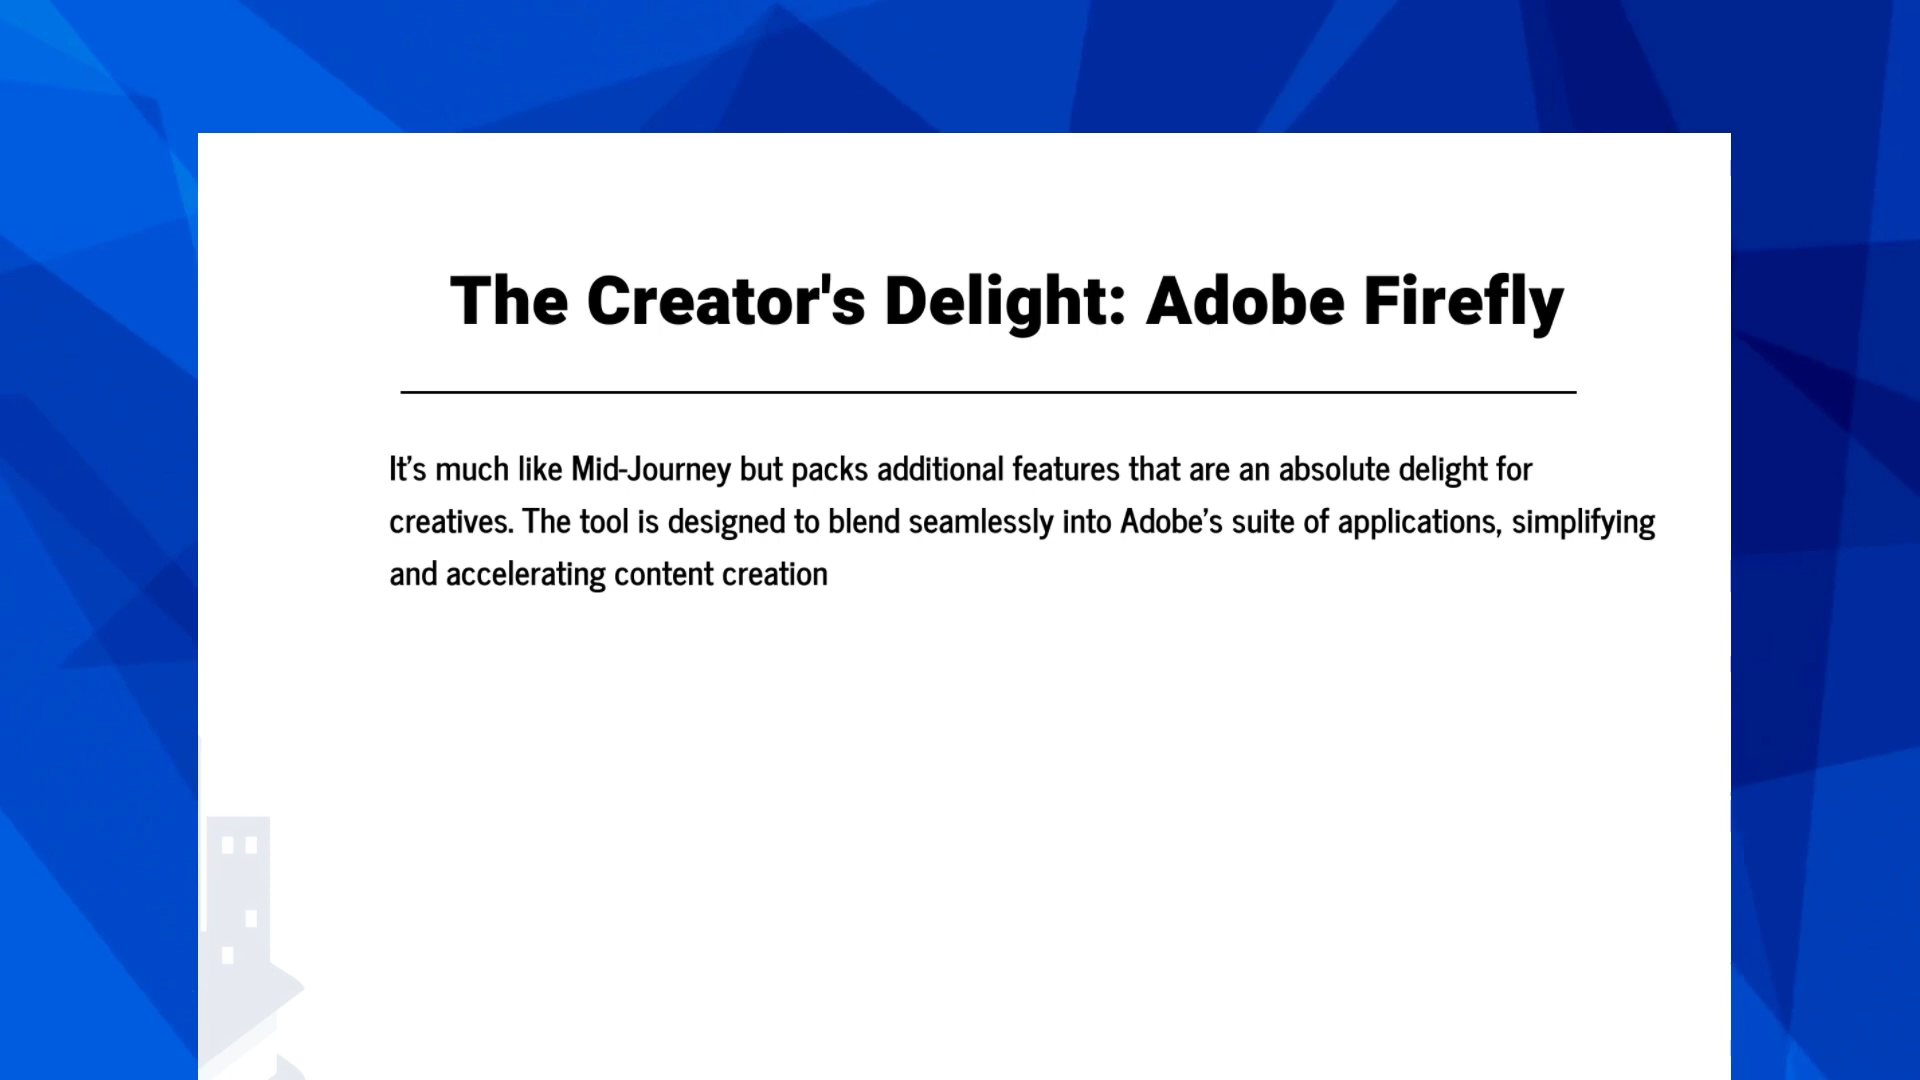 The Creator's Delight: Adobe Firefly
It’s much like Mid-Journey but packs additional features that are an absolute delight for
creatives. The tool is designed to blend seamlessly into Adobe’s suite of applications, simplifying
and accelerating content creation